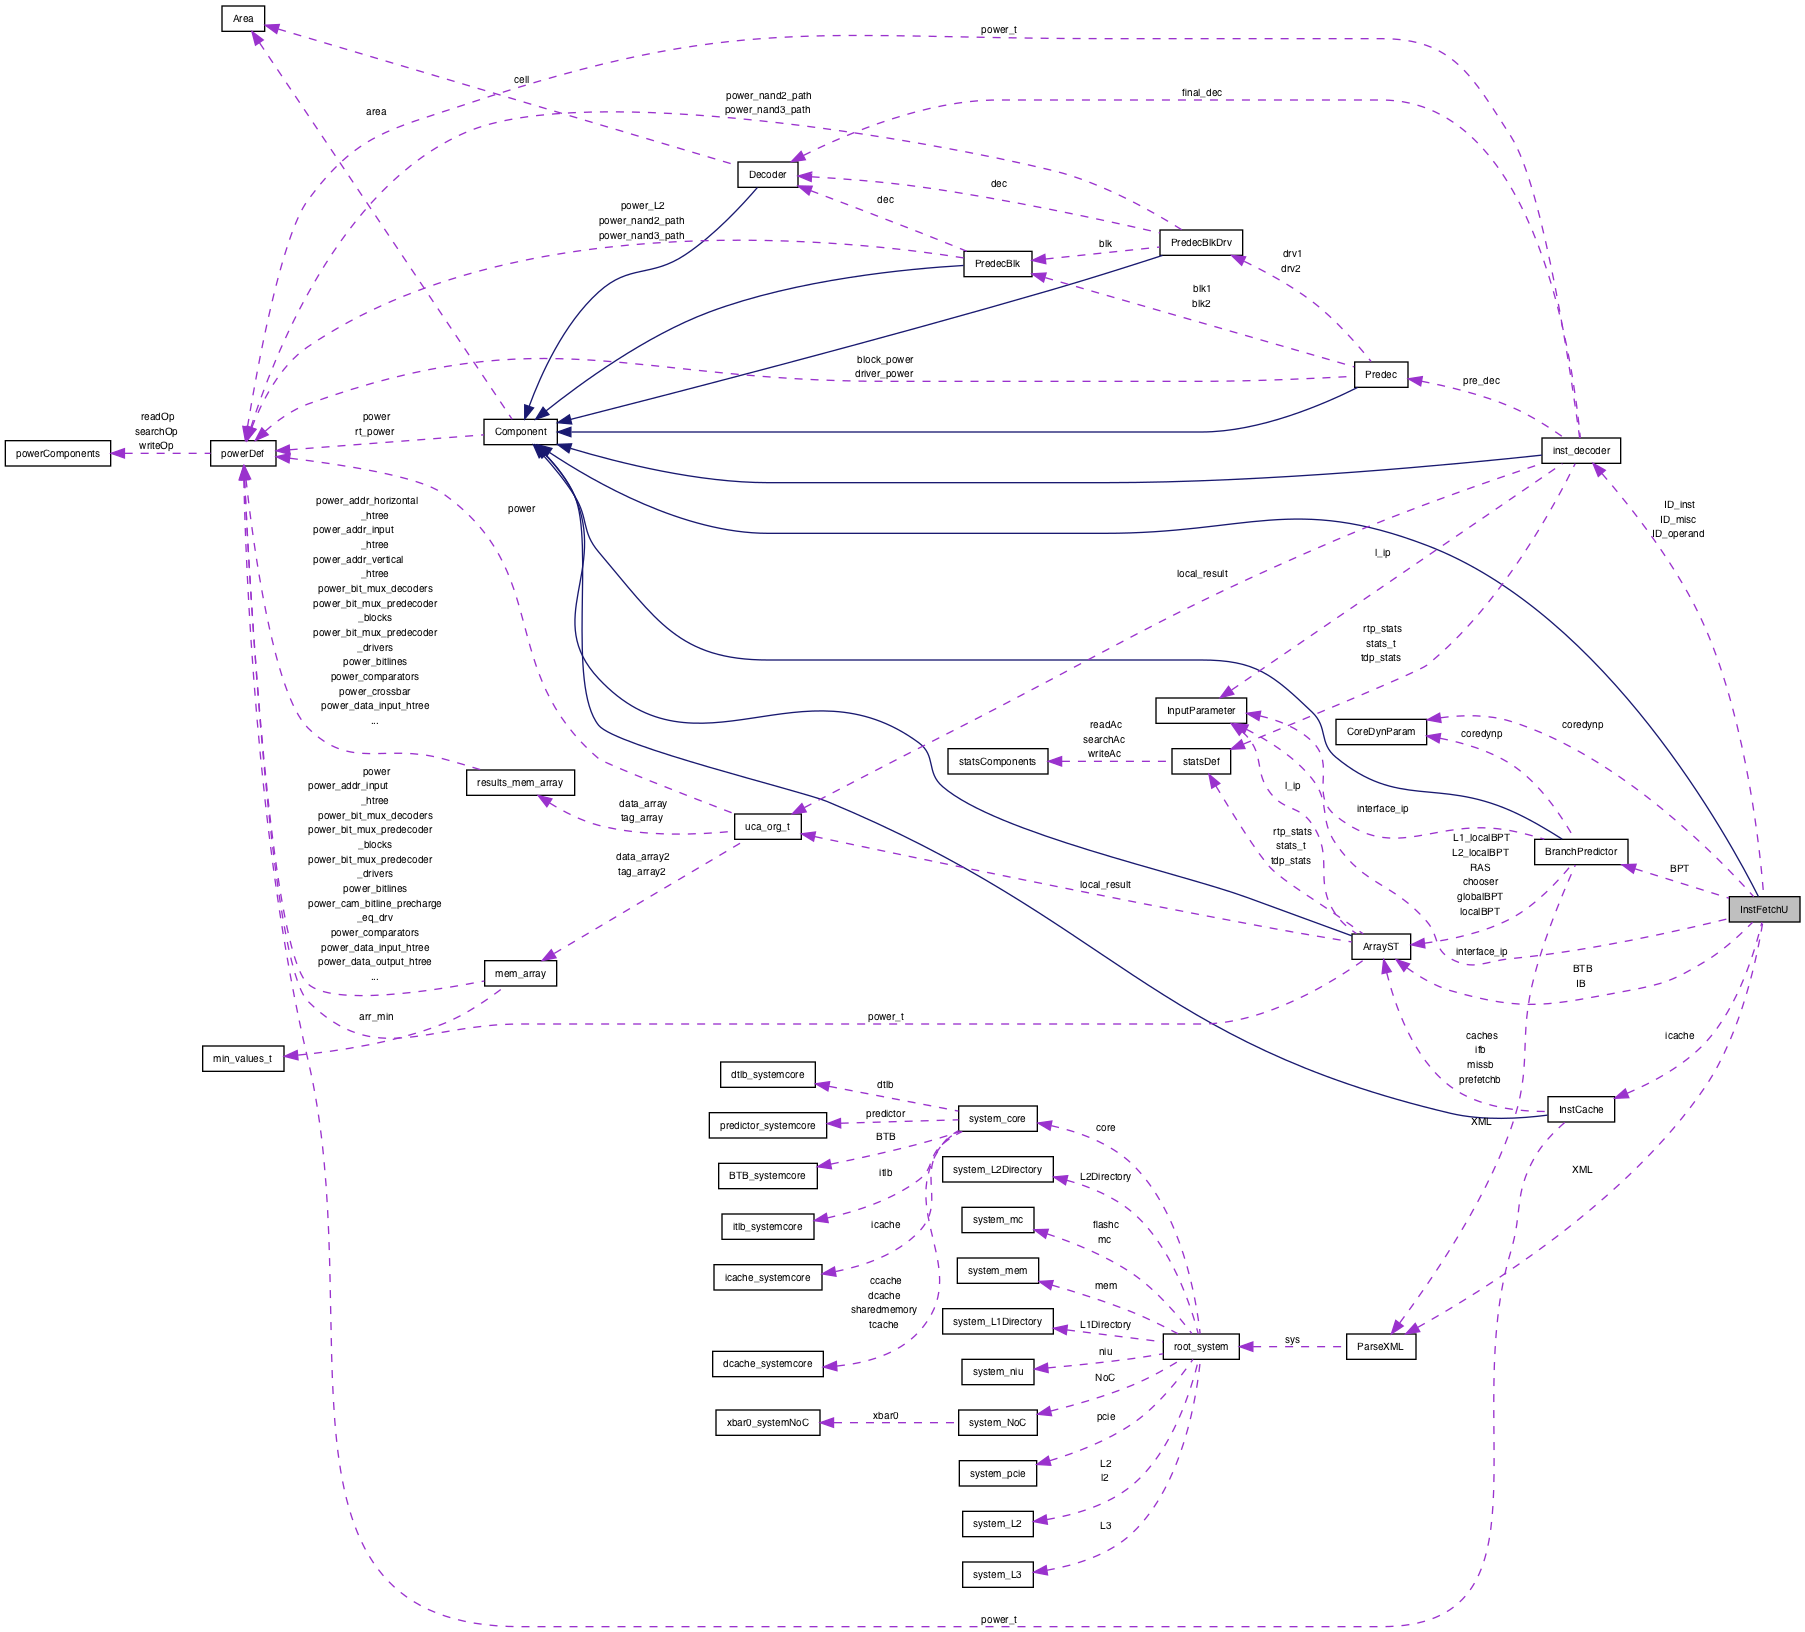 Area
power_t
cell
final_dec
power_nand2_path
power_nand3_path
area
Decoder
dec
dec
power_L2
power_nand2_path
power_nand3_path
PredecBlkDrv
blk
PredecBlk
drv1
drv2
blk1
blk2
block_power
driver_power
Predec
pre_dec
readOp
searchOp
writeOp
power
rt_power
Component
powerComponents
powerDef
inst_decoder
power_addr_horizontal
_htree
power_addr_input
_htree
power_addr_vertical
_htree
power_bit_mux_decoders
power_bit_mux_predecoder
_blocks
power_bit_mux_predecoder
_drivers
power_bitlines
power_comparators
power_crossbar
power_data_input_htree
...
power
ID_inst
ID_misc
ID_operand
l_ip
local_result
rtp_stats
stats_t
tdp_stats
InputParameter
CoreDynParam
coredynp
coredynp
readAc
searchAc
writeAc
statsComponents
statsDef
results_mem_array
l_ip
data_array
tag_array
uca_org_t
interface_ip
rtp_stats
stats_t
tdp_stats
L1_localBPT
L2_localBPT
RAS
chooser
globalBPT
localBPT
BranchPredictor
BPT
power
power_addr_input
_htree
power_bit_mux_decoders
power_bit_mux_predecoder
_blocks
power_bit_mux_predecoder
_drivers
power_bitlines
power_cam_bitline_precharge
_eq_drv
power_comparators
power_data_input_htree
power_data_output_htree
...
data_array2
tag_array2
local_result
InstFetchU
ArrayST
interface_ip
mem_array
BTB
IB
arr_min
power_t
min_values_t
caches
ifb
missb
prefetchb
icache
dtlb_systemcore
dtlb
system_core
InstCache
predictor_systemcore
predictor
core
XML
BTB
BTB_systemcore
itlb
system_L2Directory
L2Directory
XML
itlb_systemcore
icache
system_mc
flashc
mc
icache_systemcore
system_mem
mem
ccache
dcache
sharedmemory
tcache
system_L1Directory
L1Directory
root_system
sys
ParseXML
dcache_systemcore
system_niu
niu
NoC
xbar0_systemNoC
xbar0
system_NoC
pcie
system_pcie
L2
l2
system_L2
L3
system_L3
power_t